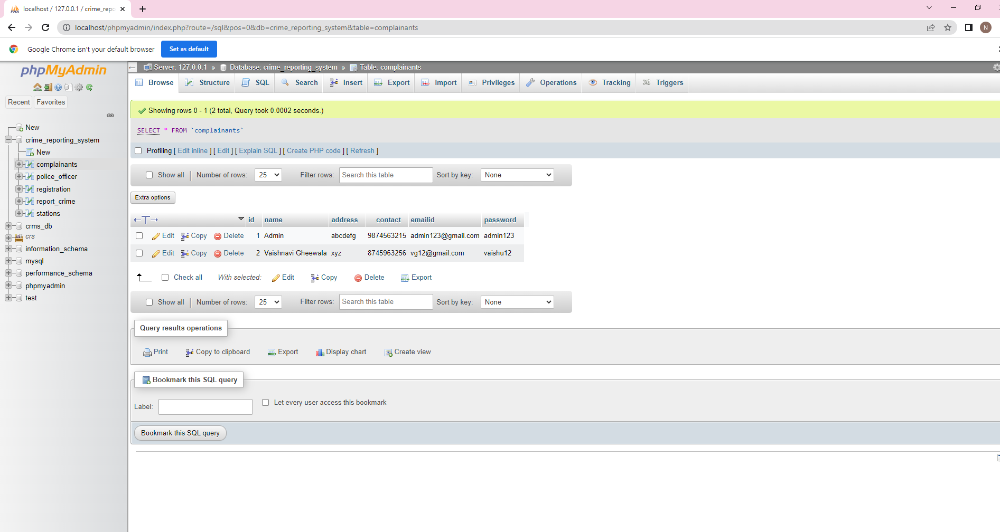 localhost / 127.0.0.1 / crime_repo
localhost/phpmyadmin/index.php?route=/sql&pos=0&db=crime_reporting_system&table=complainants
N
Google Chrome isn't your default browser Set as default
phpMyAdmin
Recent Favorites
New
crime_reporting_system
New
complainants
police_officer
registration
report_crime
stations
crms_db
crs
information_schema
mysql
performance_schema
phpmyadmin
test
Server: 127.0.0.1 » Database: crime_reporting_system » Table: complainants
Browse Structure SQL Search Insert Export Import Privileges Operations Tracking Triggers
Showing rows 0 - 1 (2 total, Query took 0.0002 seconds.)
SELECT * FROM `complainants`
Profiling [ Edit inline ] [ Edit ] [ Explain SQL ] [ Create PHP code ] [ Refresh ]
Show all Number of rows: 25 Filter rows: Search this table Sort by key: None
Extra options
←T→ id name address contact emailid password
Edit Copy Delete 1 Admin abcdefg 9874563215 admin123@gmail.com admin123
Edit Copy Delete 2 Vaishnavi Gheewala xyz 8745963256 vg12@gmail.com vaishu12
Check all With selected: Edit Copy Delete Export
Show all Number of rows: 25 Filter rows: Search this table Sort by key: None
Query results operations
Print Copy to clipboard Export Display chart Create view
Bookmark this SQL query
Label: Let every user access this bookmark
Bookmark this SQL query